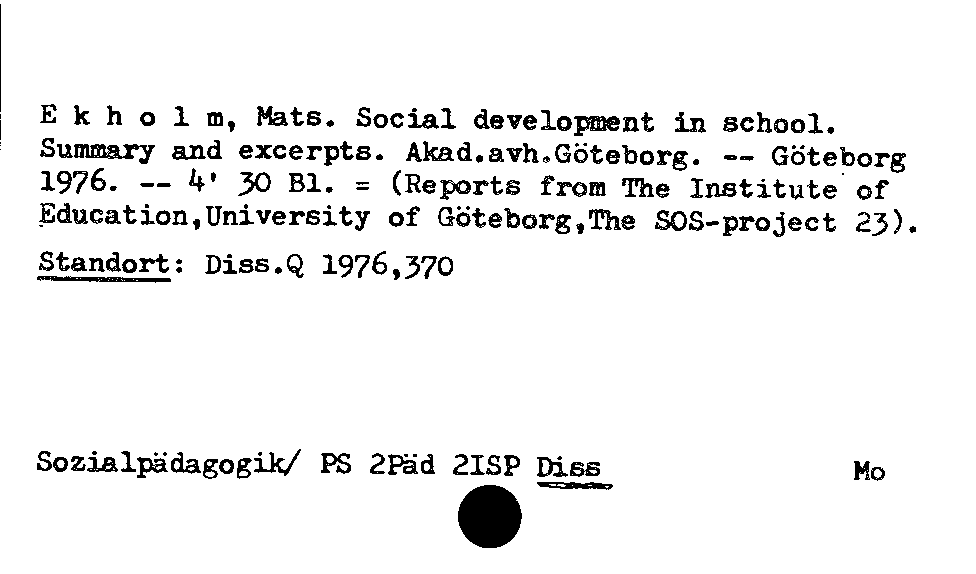 E k h o l m, Mats. Social development in school.
Summary and excerpts. Akad.avh.Göteborg. -- Göteborg
1976. -- 4' 30 Bl. = (Reports from The Institute of
Education,University of Göteborg,The SOS-project 23).
Standort: Diss.Q 1976,370
Sozialpädagogik/ PS 2Päd 2ISP Diss
Mo